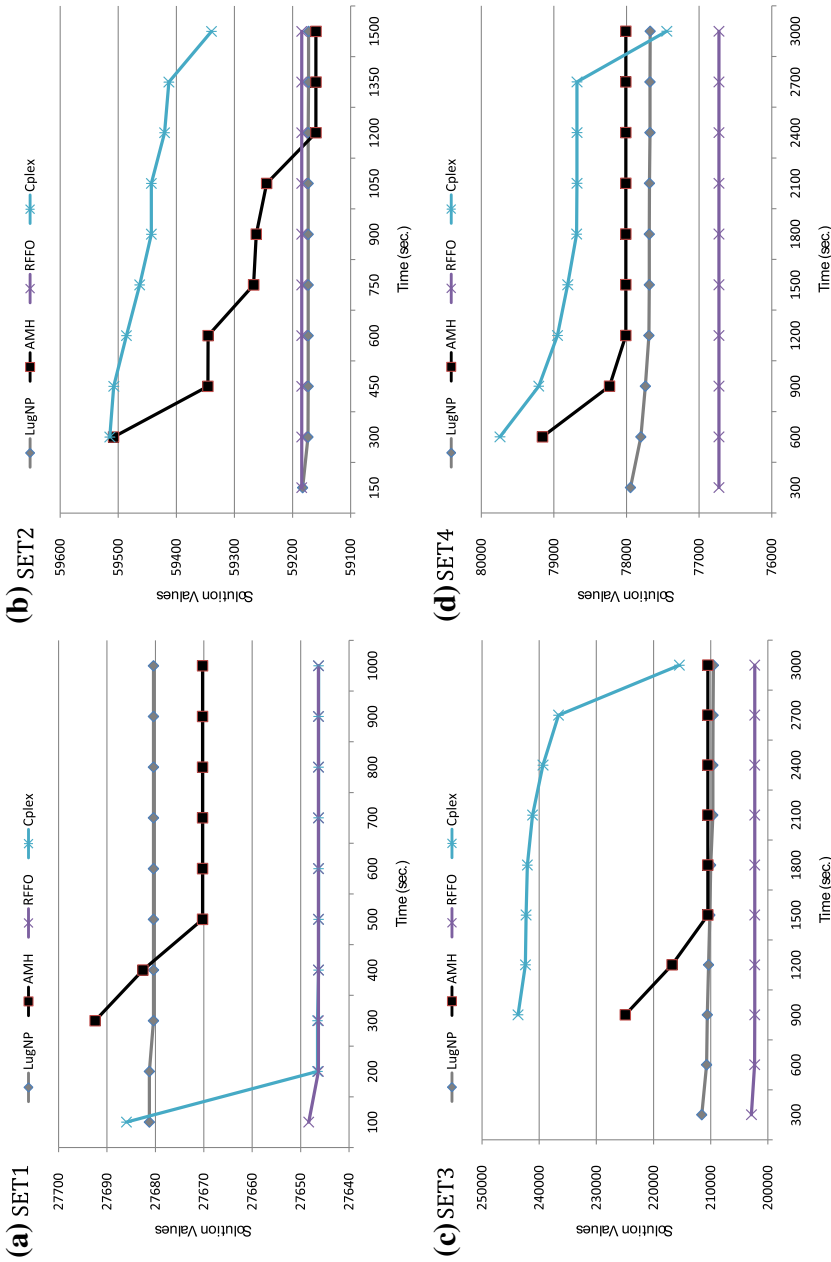 (a) SET1
LugNP AMH RFFO Cplex
27700
27690
27680
27670
27660
27650
27640
Solution Values
100 200 300 400 500 600 700 800 900 1000
Time (sec.)
(b) SET2
LugNP AMH RFFO Cplex
59600
59500
59400
59300
59200
59100
Solution Values
150 300 450 600 750 900 1050 1200 1350 1500
Time (sec.)
(c) SET3
LugNP AMH RFFO Cplex
250000
240000
230000
220000
210000
200000
Solution Values
300 600 900 1200 1500 1800 2100 2400 2700 3000
Time (sec.)
(d) SET4
LugNP AMH RFFO Cplex
80000
79000
78000
77000
76000
Solution Values
300 600 900 1200 1500 1800 2100 2400 2700 3000
Time (sec.)